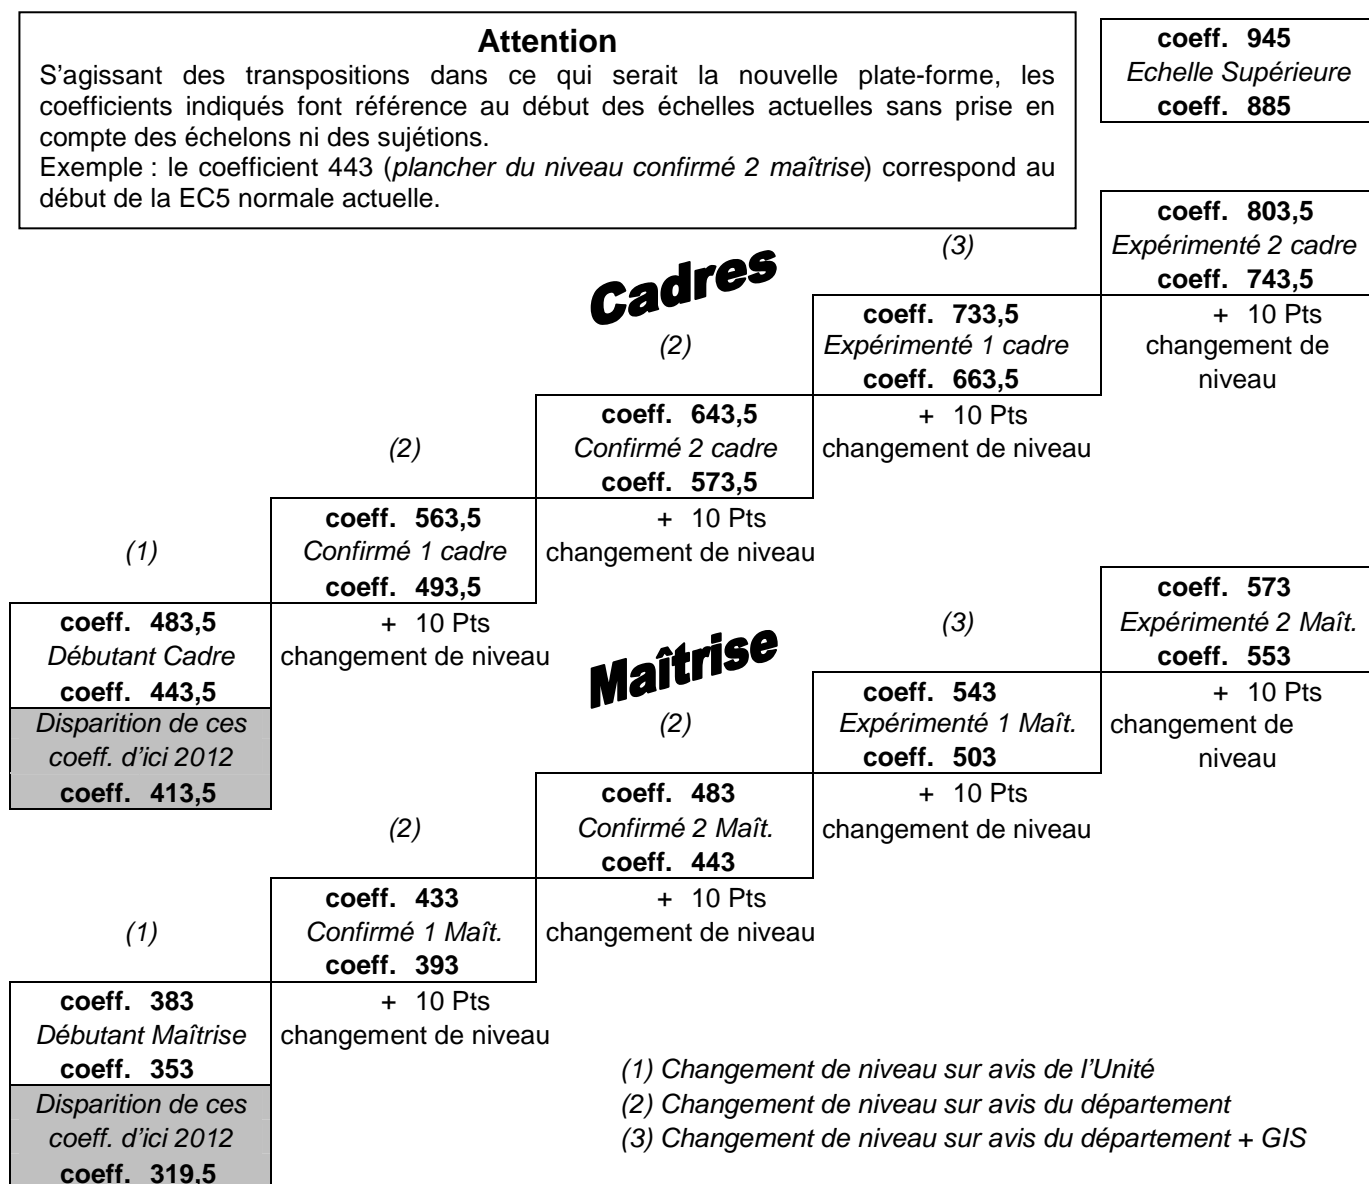 Attention
S'agissant des transpositions dans ce qui serait la nouvelle plate-forme, les
coefficients indiqués font référence au début des échelles actuelles sans prise en
compte des échelons ni des sujétions.
Exemple : le coefficient 443 (plancher du niveau confirmé 2 maîtrise) correspond au
début de la EC5 normale actuelle.
coeff. 945
Echelle Supérieure
coeff. 885
Cadres
(3)
coeff. 803,5
Expérimenté 2 cadre
coeff. 743,5
+ 10 Pts
changement de
niveau
(2)
coeff. 733,5
Expérimenté 1 cadre
coeff. 663,5
+ 10 Pts
changement de niveau
(2)
coeff. 643,5
Confirmé 2 cadre
coeff. 573,5
+ 10 Pts
changement de niveau
(1)
coeff. 563,5
Confirmé 1 cadre
coeff. 493,5
+ 10 Pts
changement de niveau
coeff. 483,5
Débutant Cadre
coeff. 443,5
Disparition de ces
coeff. d'ici 2012
coeff. 413,5
Maîtrise
(3)
coeff. 573
Expérimenté 2 Maît.
coeff. 553
+ 10 Pts
changement de
niveau
(2)
coeff. 543
Expérimenté 1 Maît.
coeff. 503
+ 10 Pts
changement de niveau
(2)
coeff. 483
Confirmé 2 Maît.
coeff. 443
+ 10 Pts
changement de niveau
(1)
coeff. 433
Confirmé 1 Maît.
coeff. 393
+ 10 Pts
changement de niveau
coeff. 383
Débutant Maîtrise
coeff. 353
Disparition de ces
coeff. d'ici 2012
coeff. 319,5
(1) Changement de niveau sur avis de l'Unité
(2) Changement de niveau sur avis du département
(3) Changement de niveau sur avis du département + GIS